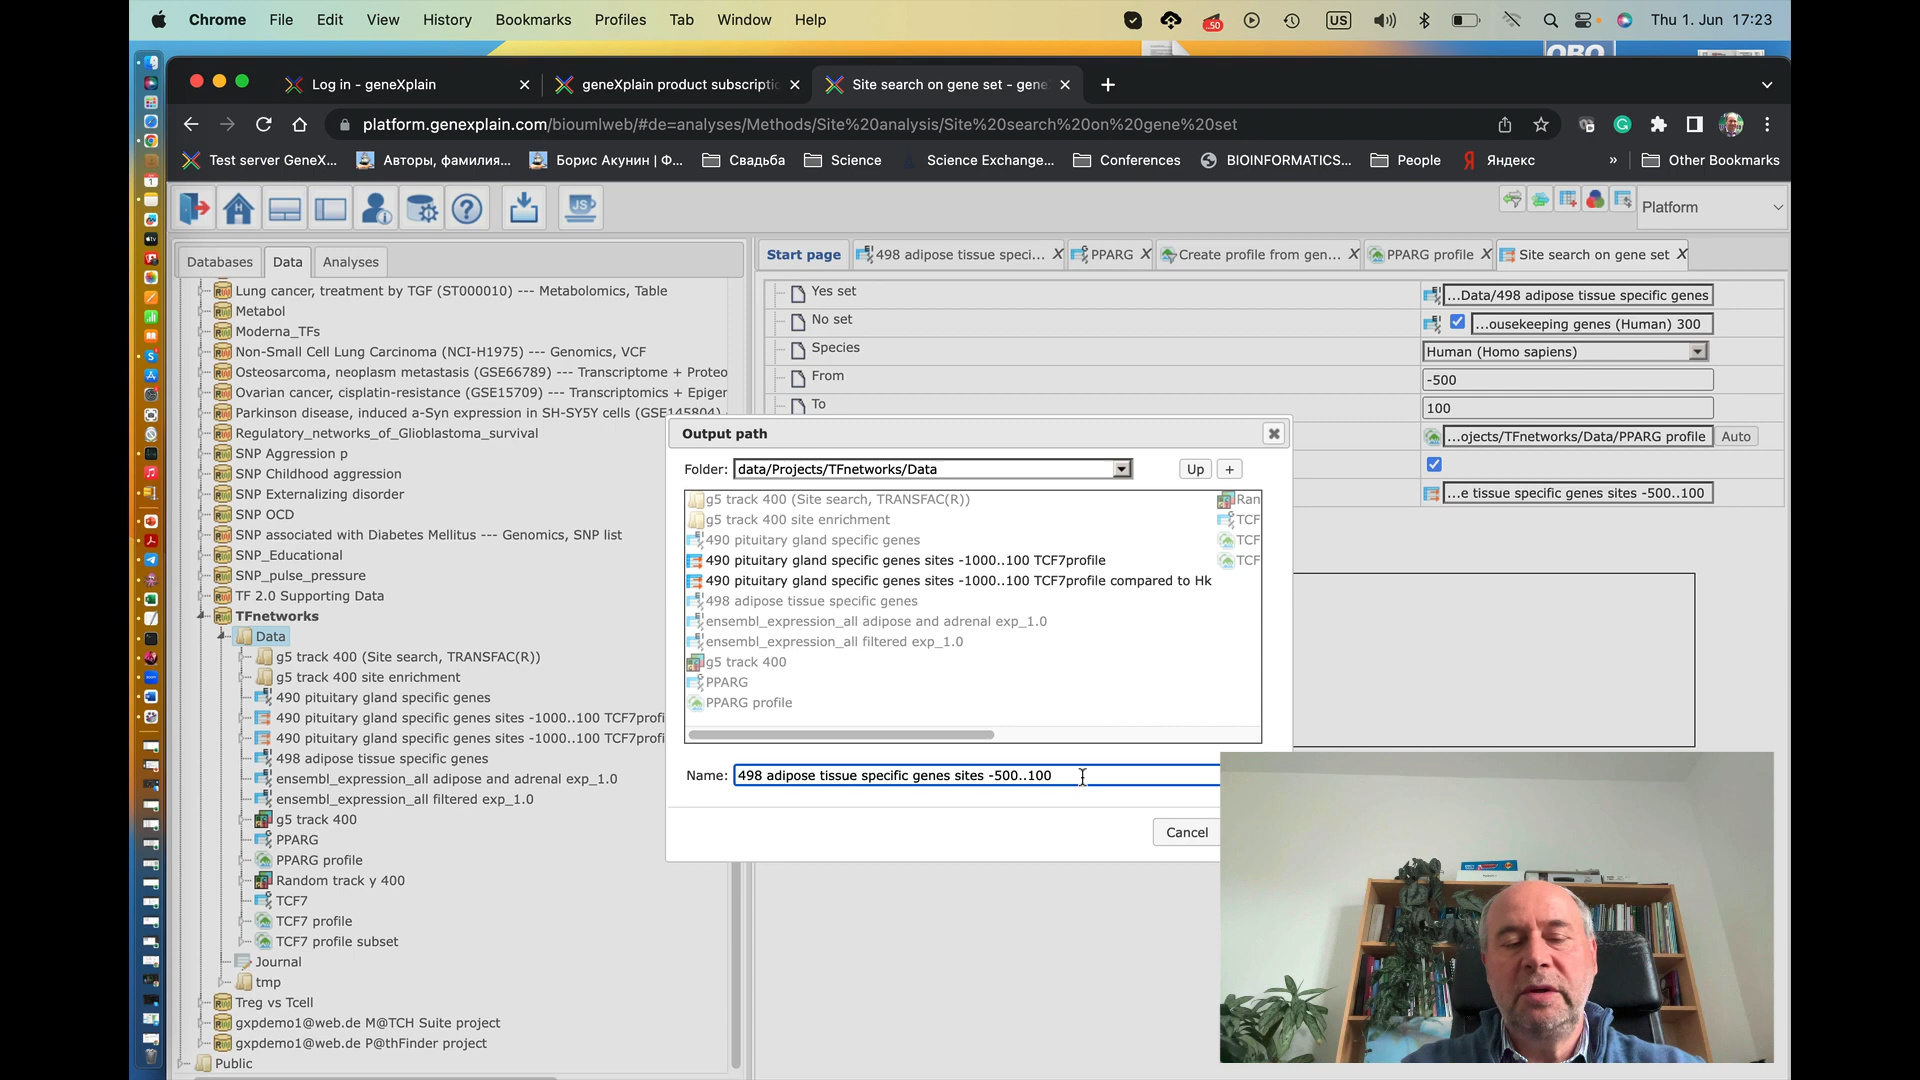 Chrome File Edit View History Bookmarks Profiles Tab Window Help
.50
US
Thu 1. Jun 17:23
Log in - geneXplain
geneXplain product subscriptic
Site search on gene set - gene
platform.genexplain.com/bioumlweb/#de=analyses/Methods/Site%20analysis/Site%20search%20on%20gene%20set
Test server GeneX...
Авторы, фамилия...
Борис Акунин | Ф...
Свадьба
Science
Science Exchange...
Conferences
BIOINFORMATICS...
People
Яндекс
»
Other Bookmarks
Platform
Databases Data Analyses
Start page
498 adipose tissue speci...
PPARG
Create profile from gen...
PPARG profile
Site search on gene set
Lung cancer, treatment by TGF (ST000010) --- Metabolomics, Table
Metabol
Moderna_TFs
Non-Small Cell Lung Carcinoma (NCI-H1975) --- Genomics, VCF
Osteosarcoma, neoplasm metastasis (GSE66789) --- Transcriptome + Proteo
Ovarian cancer, cisplatin-resistance (GSE15709) --- Transcriptomics + Epiger
Parkinson disease, induced a-Syn expression in SH-SY5Y cells (GSE145804)
Regulatory_networks_of_Glioblastoma_survival
SNP Aggression p
SNP Childhood aggression
SNP Externalizing disorder
SNP OCD
SNP associated with Diabetes Mellitus --- Genomics, SNP list
SNP_Educational
SNP_pulse_pressure
TF 2.0 Supporting Data
TFnetworks
Data
g5 track 400 (Site search, TRANSFAC(R))
g5 track 400 site enrichment
490 pituitary gland specific genes
490 pituitary gland specific genes sites -1000..100 TCF7profi
490 pituitary gland specific genes sites -1000..100 TCF7profi
498 adipose tissue specific genes
ensembl_expression_all adipose and adrenal exp_1.0
ensembl_expression_all filtered exp_1.0
g5 track 400
PPARG
PPARG profile
Random track y 400
TCF7
TCF7 profile
TCF7 profile subset
Journal
tmp
Treg vs Tcell
gxpdemo1@web.de M@TCH Suite project
gxpdemo1@web.de P@thFinder project
Public
Yes set
...Data/498 adipose tissue specific genes
No set
...ousekeeping genes (Human) 300
Species
Human (Homo sapiens)
From
-500
To
100
...ojects/TFnetworks/Data/PPARG profile
Auto
...e tissue specific genes sites -500..100
Output path
Folder: data/Projects/TFnetworks/Data
Up +
g5 track 400 (Site search, TRANSFAC(R))
g5 track 400 site enrichment
490 pituitary gland specific genes
490 pituitary gland specific genes sites -1000..100 TCF7profile
490 pituitary gland specific genes sites -1000..100 TCF7profile compared to Hk
498 adipose tissue specific genes
ensembl_expression_all adipose and adrenal exp_1.0
ensembl_expression_all filtered exp_1.0
g5 track 400
PPARG
PPARG profile
Ran
TCF
TCF
TCF
Name: 498 adipose tissue specific genes sites -500..100
Cancel